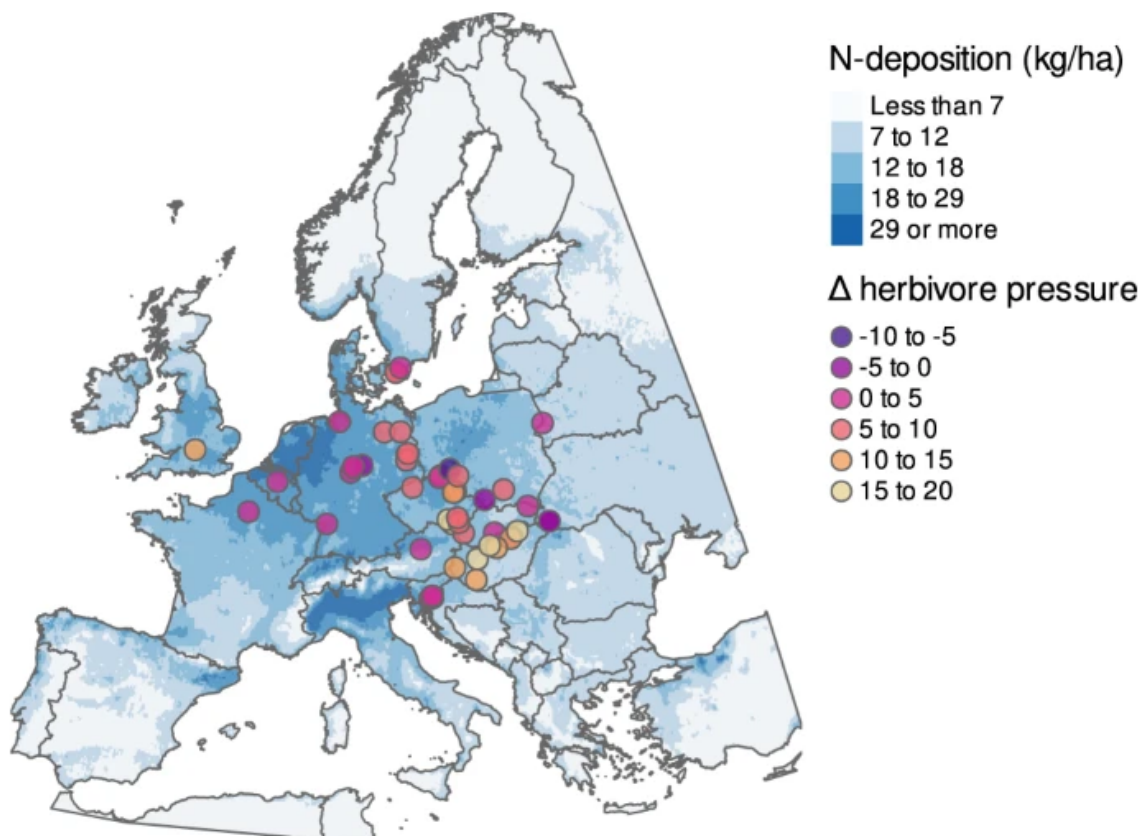 N-deposition (kg/ha)
Less than 7
7 to 12
12 to 18
18 to 29
29 or more
Δ herbivore pressure
-10 to -5
-5 to 0
0 to 5
5 to 10
10 to 15
15 to 20